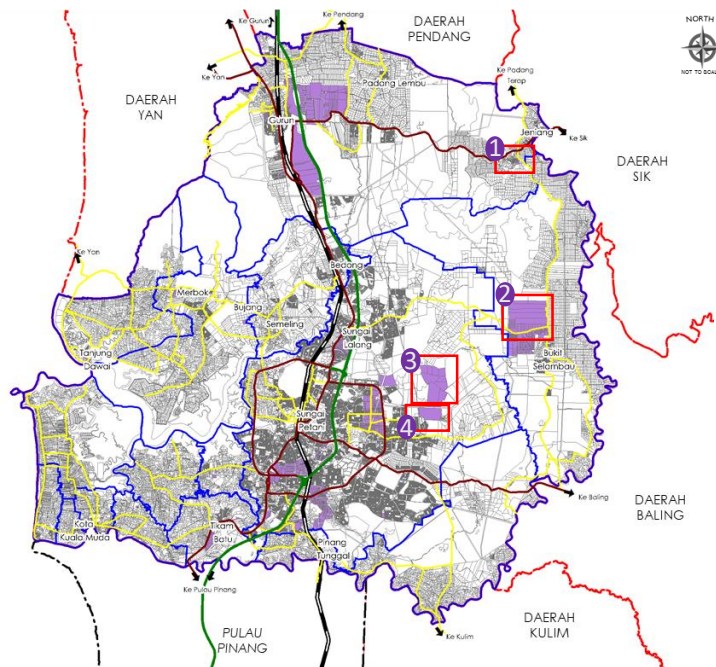 Ke Gurun
Ke Pendang
DAERAH
PENDANG
NORTH
NOT TO SCALE
Ke Yan
Padang Lembu
Ke Padang
Terap
DAERAH
YAN
Gurun
Jeniang
Ke Sik
1
DAERAH
SIK
Ke Yan
Bedong
Merbok
Bujang
Semeling
2
Sungai
Lalang
Tanjung
Dawai
3
Bukit
Selambau
Sungai
Petani
4
Ke Baling
DAERAH
BALING
Kota
Kuala Muda
Tikam
Batu
Pinang
Tunggal
Ke Pulau Pinang
DAERAH
KULIM
PULAU
PINANG
Ke Kulim